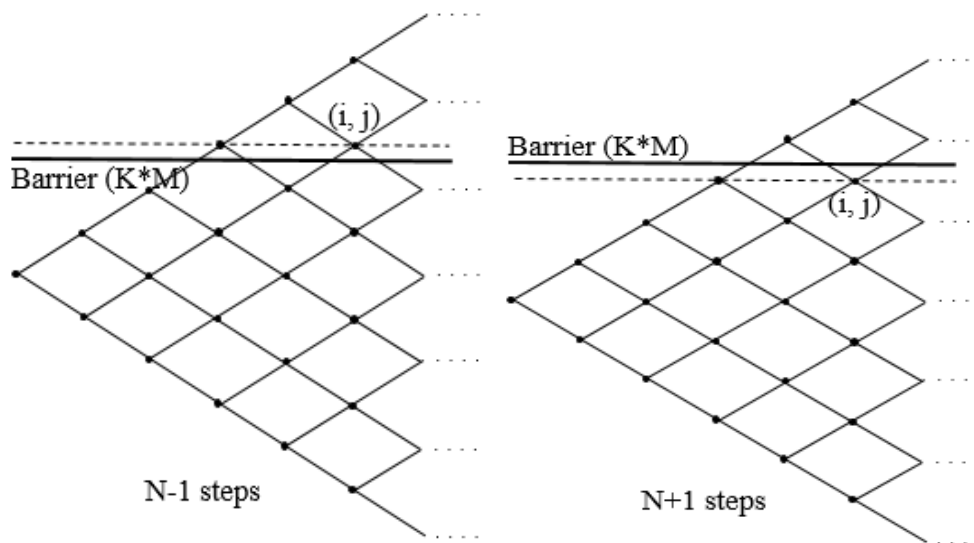 (i, j)
Barrier (K*M)
N-1 steps
Barrier (K*M)
(i, j)
N+1 steps